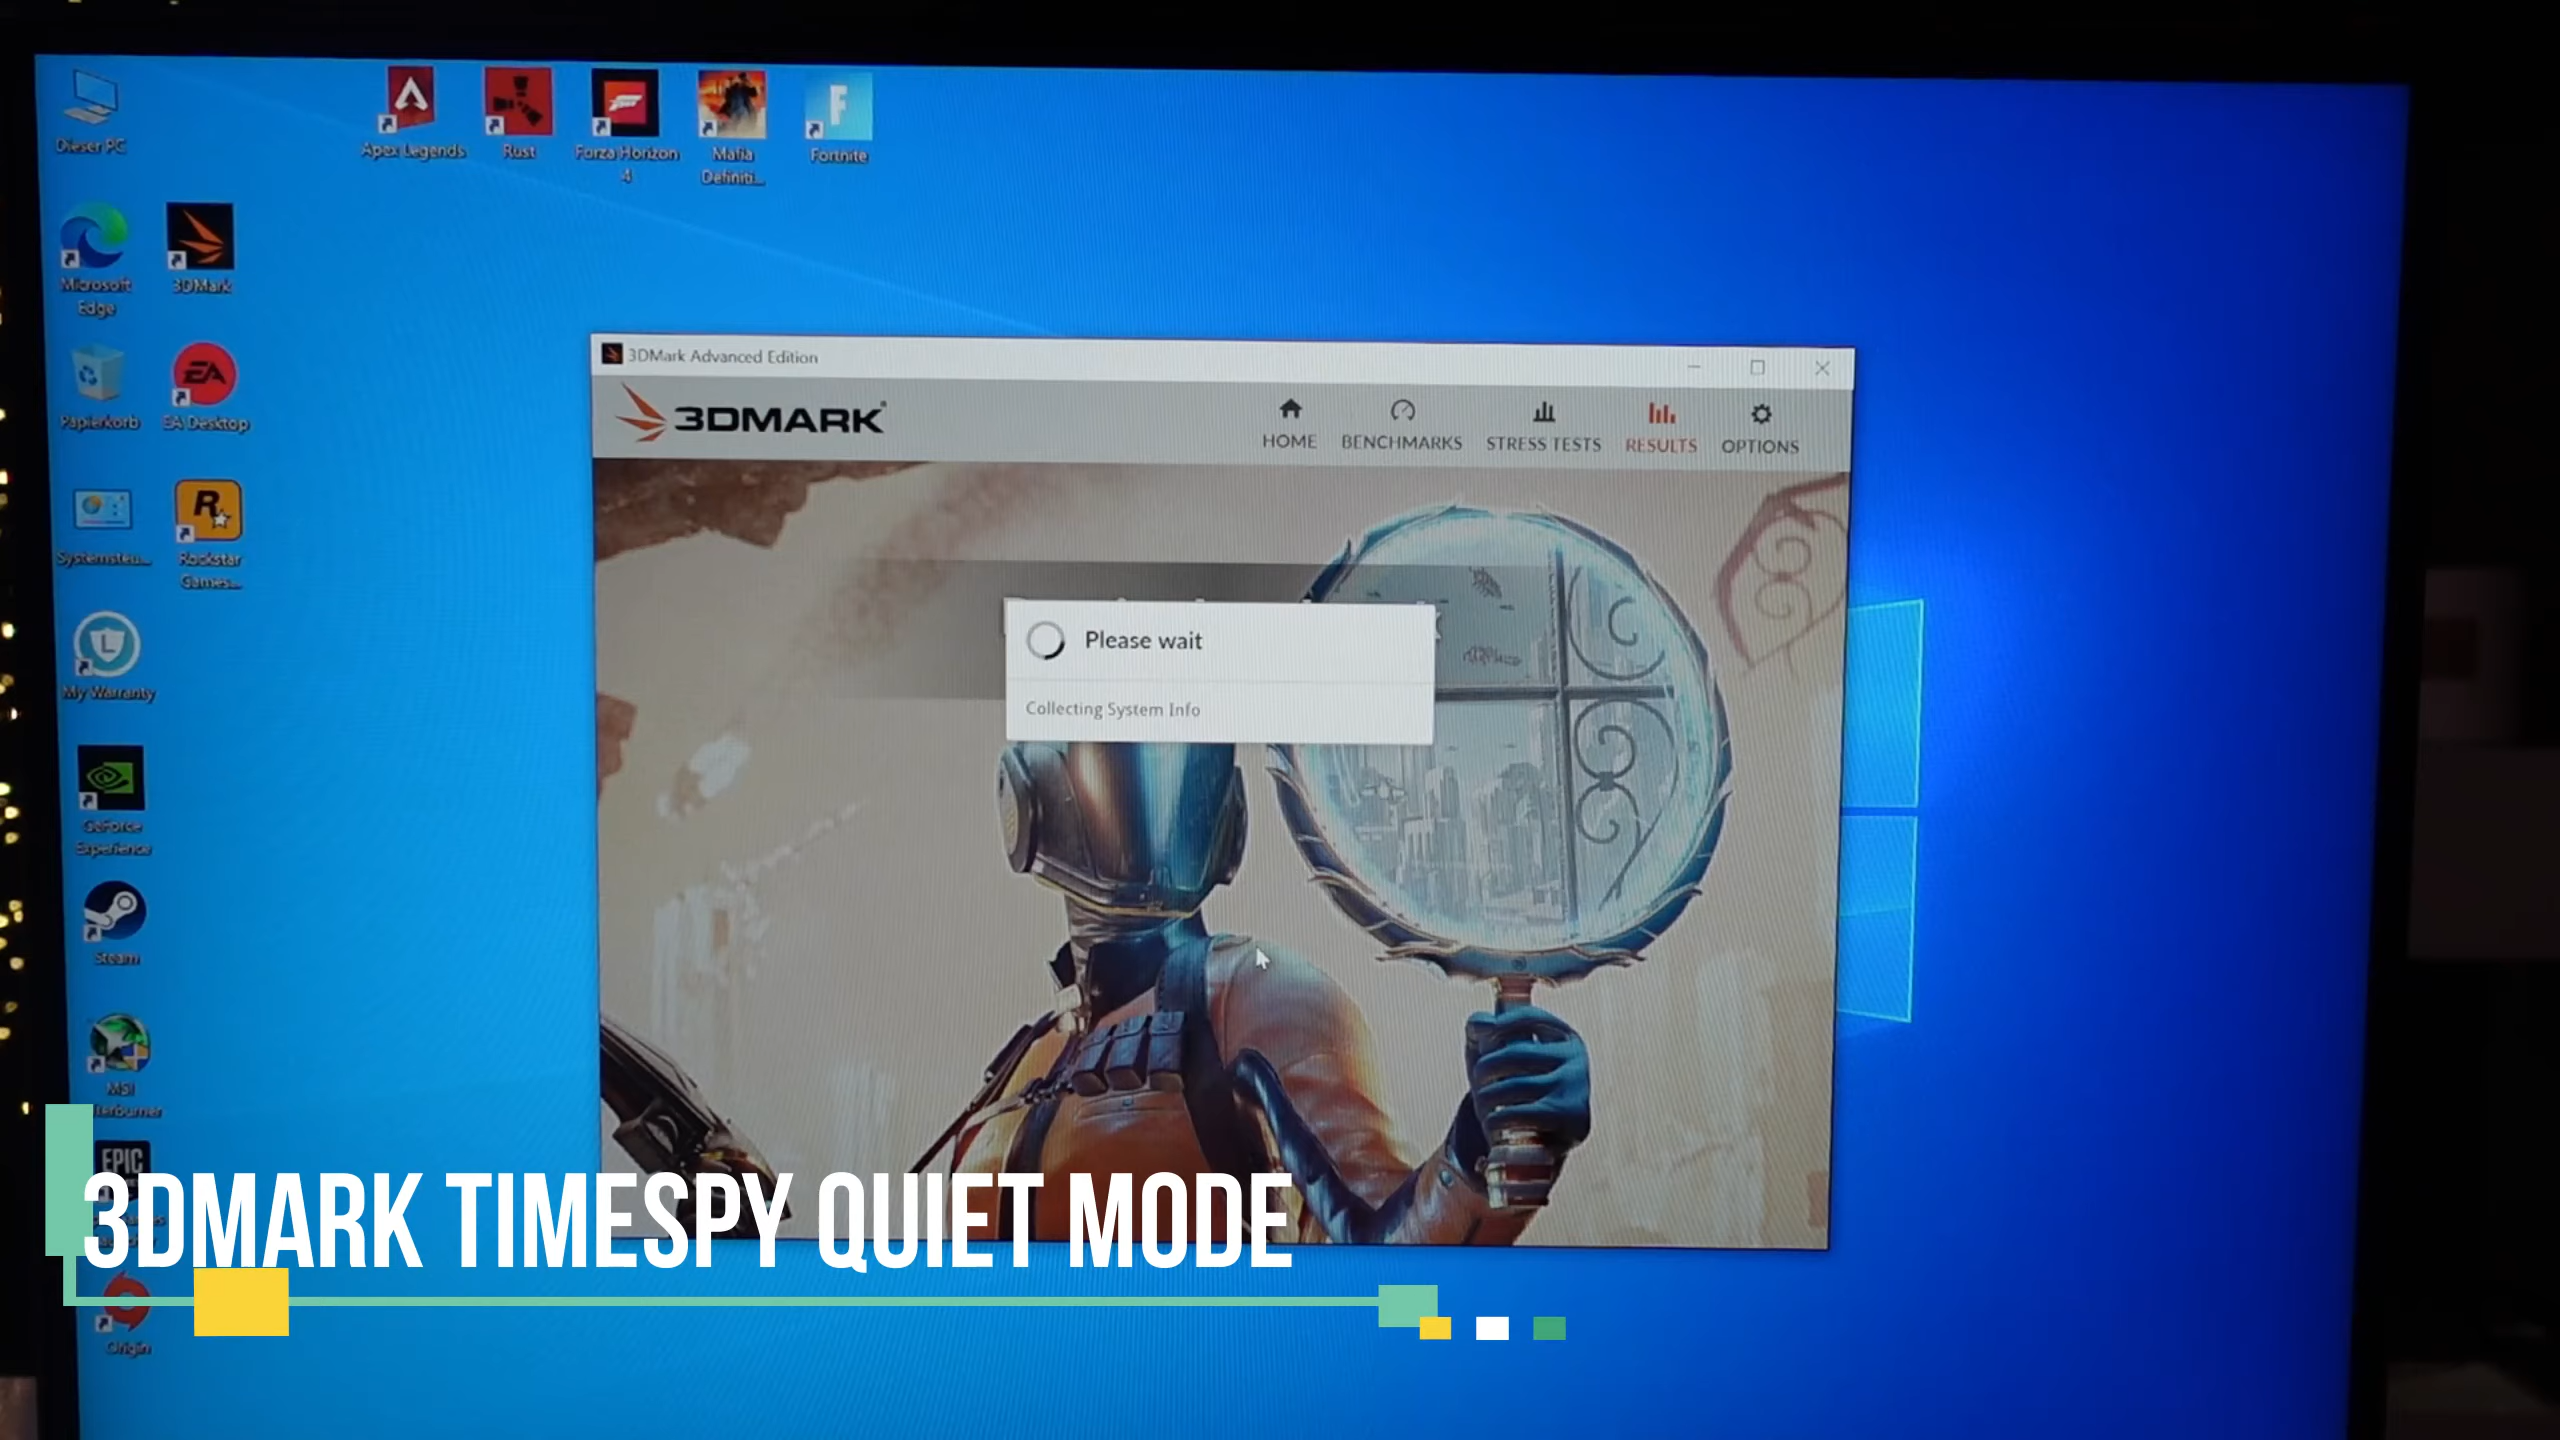 Dieser PC
Apex Legends
Rust
Forza Horizon
4
Mafia
Definiti...
Fortnite
Microsoft
Edge
3DMark
Papierkorb
EA Desktop
Systemsteu...
Rockstar
Games...
My Warranty
GeForce
Experience
Steam
MSI
EPIC
Origin
3DMark Advanced Edition
3DMARK
HOME
BENCHMARKS
STRESS TESTS
RESULTS
OPTIONS
Please wait
Collecting System Info
3DMARK TIMESPY QUIET MODE